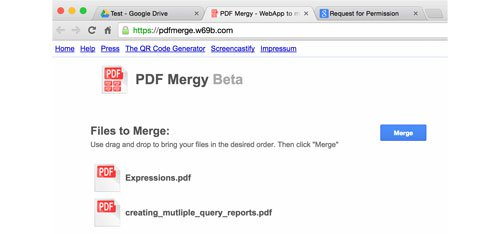 Test - Google Drive
PDF Mergy - WebApp to m
Request for Permission
https://pdfmerge.w69b.com
Home Help Press The QR Code Generator Screencastify Impressum
PDF
PDF Mergy Beta
Files to Merge:
Merge
Use drag and drop to bring your files in the desired order. Then click "Merge"
PDF
Expressions.pdf
PDF
creating_mutliple_query_reports.pdf